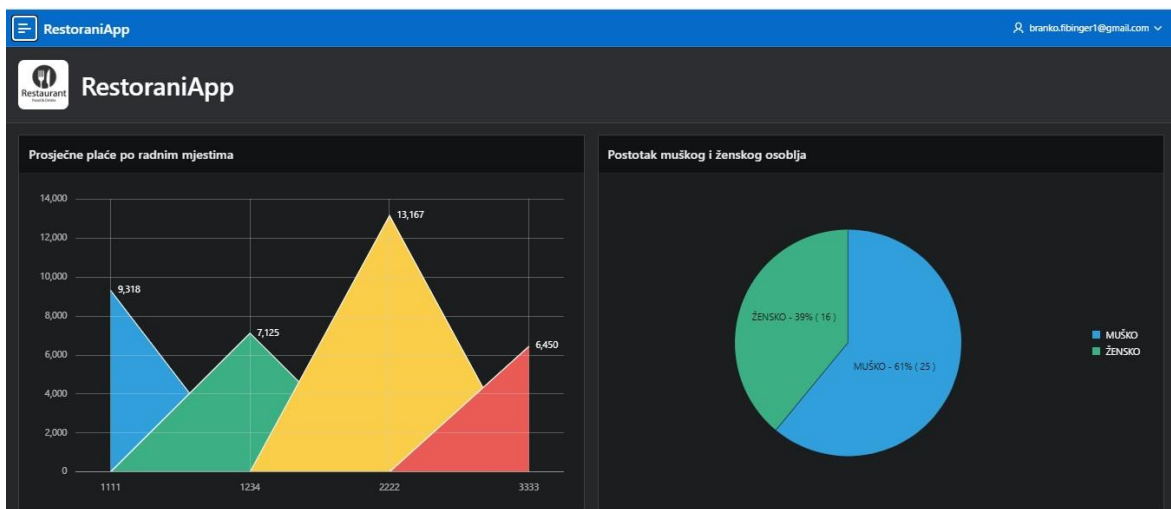 RestoraniApp
branko.fibinger1@gmail.com
Restaurant
Food & Drinks
RestoraniApp
Prosječne plaće po radnim mjestima
14,000
12,000
10,000
8,000
6,000
4,000
2,000
0
9,318
7,125
13,167
6,450
1111
1234
2222
3333
Postotak muškog i ženskog osoblja
ŽENSKO - 39% ( 16 )
MUŠKO - 61% ( 25 )
MUŠKO
ŽENSKO